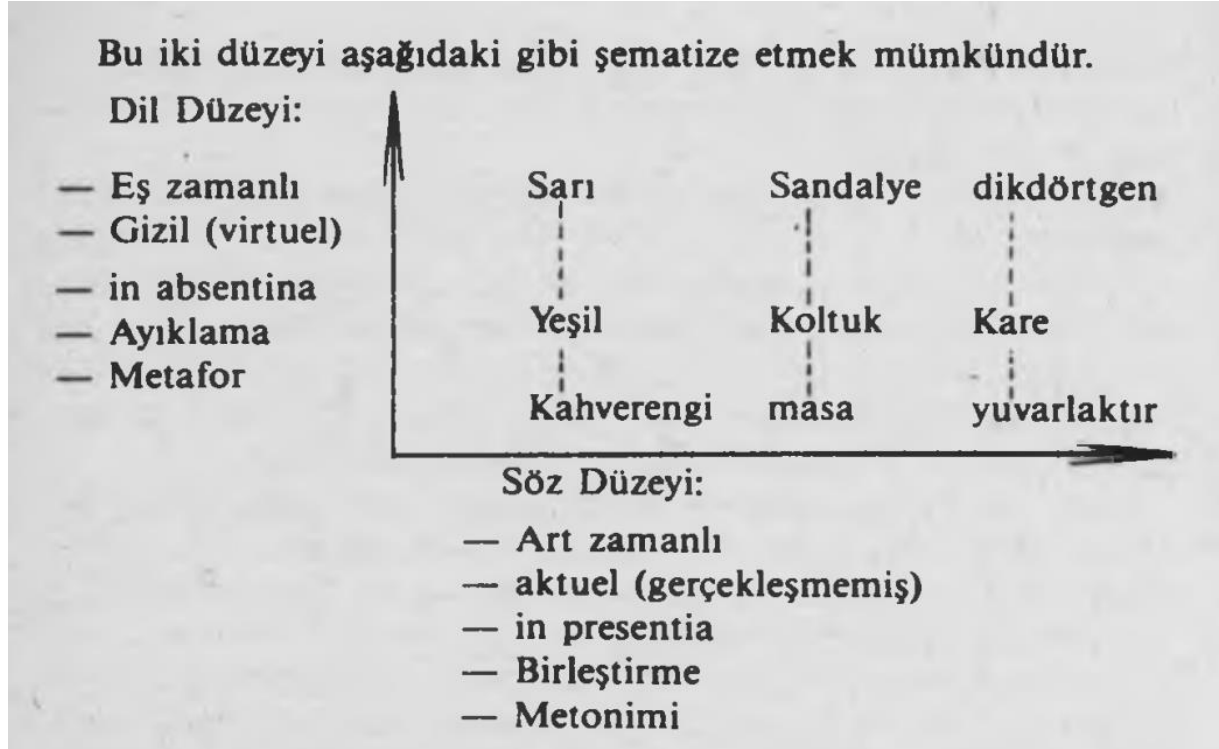 Bu iki düzeyi aşağıdaki gibi şematize etmek mümkündür.
Dil Düzeyi:
— Eş zamanlı
— Gizil (virtuel)
— in absentina
— Ayıklama
— Metafor
Sarı Sandalye dikdörtgen
Yeşil Koltuk Kare
Kahverengi masa yuvarlaktır
Söz Düzeyi:
— Art zamanlı
— aktuel (gerçekleşmemiş)
— in presentia
— Birleştirme
— Metonimi